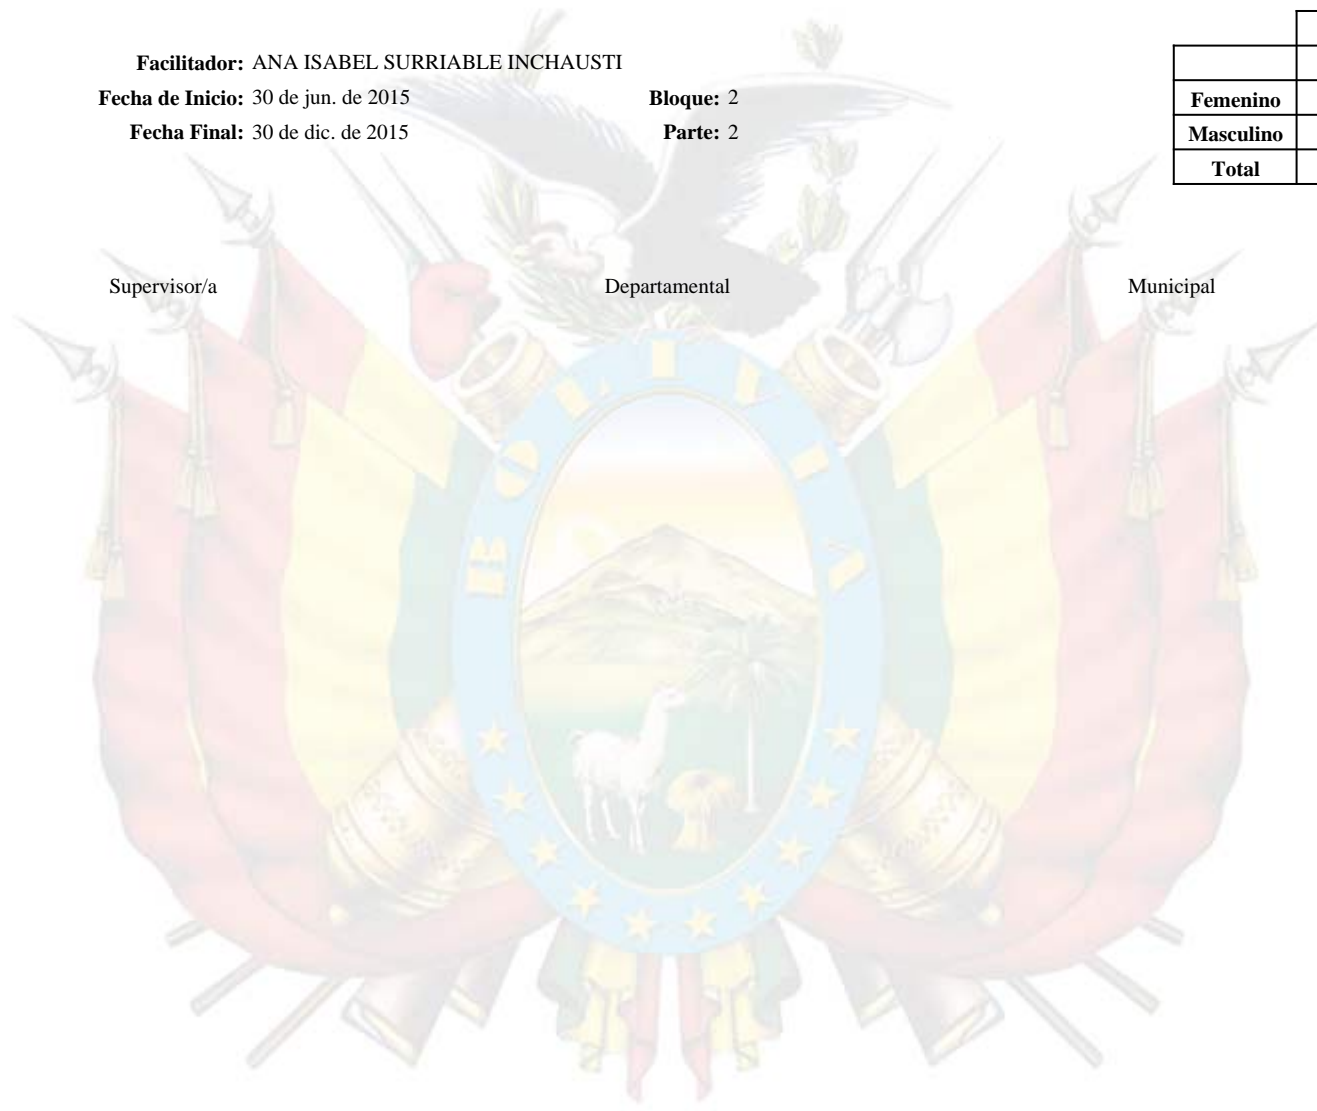 Facilitador: ANA ISABEL SURRIABLE INCHAUSTI
Fecha de Inicio: 30 de jun. de 2015 Bloque: 2
Fecha Final: 30 de dic. de 2015 Parte: 2
Femenino
Masculino
Total
Supervisor/a Departamental Municipal
BOLIVIA